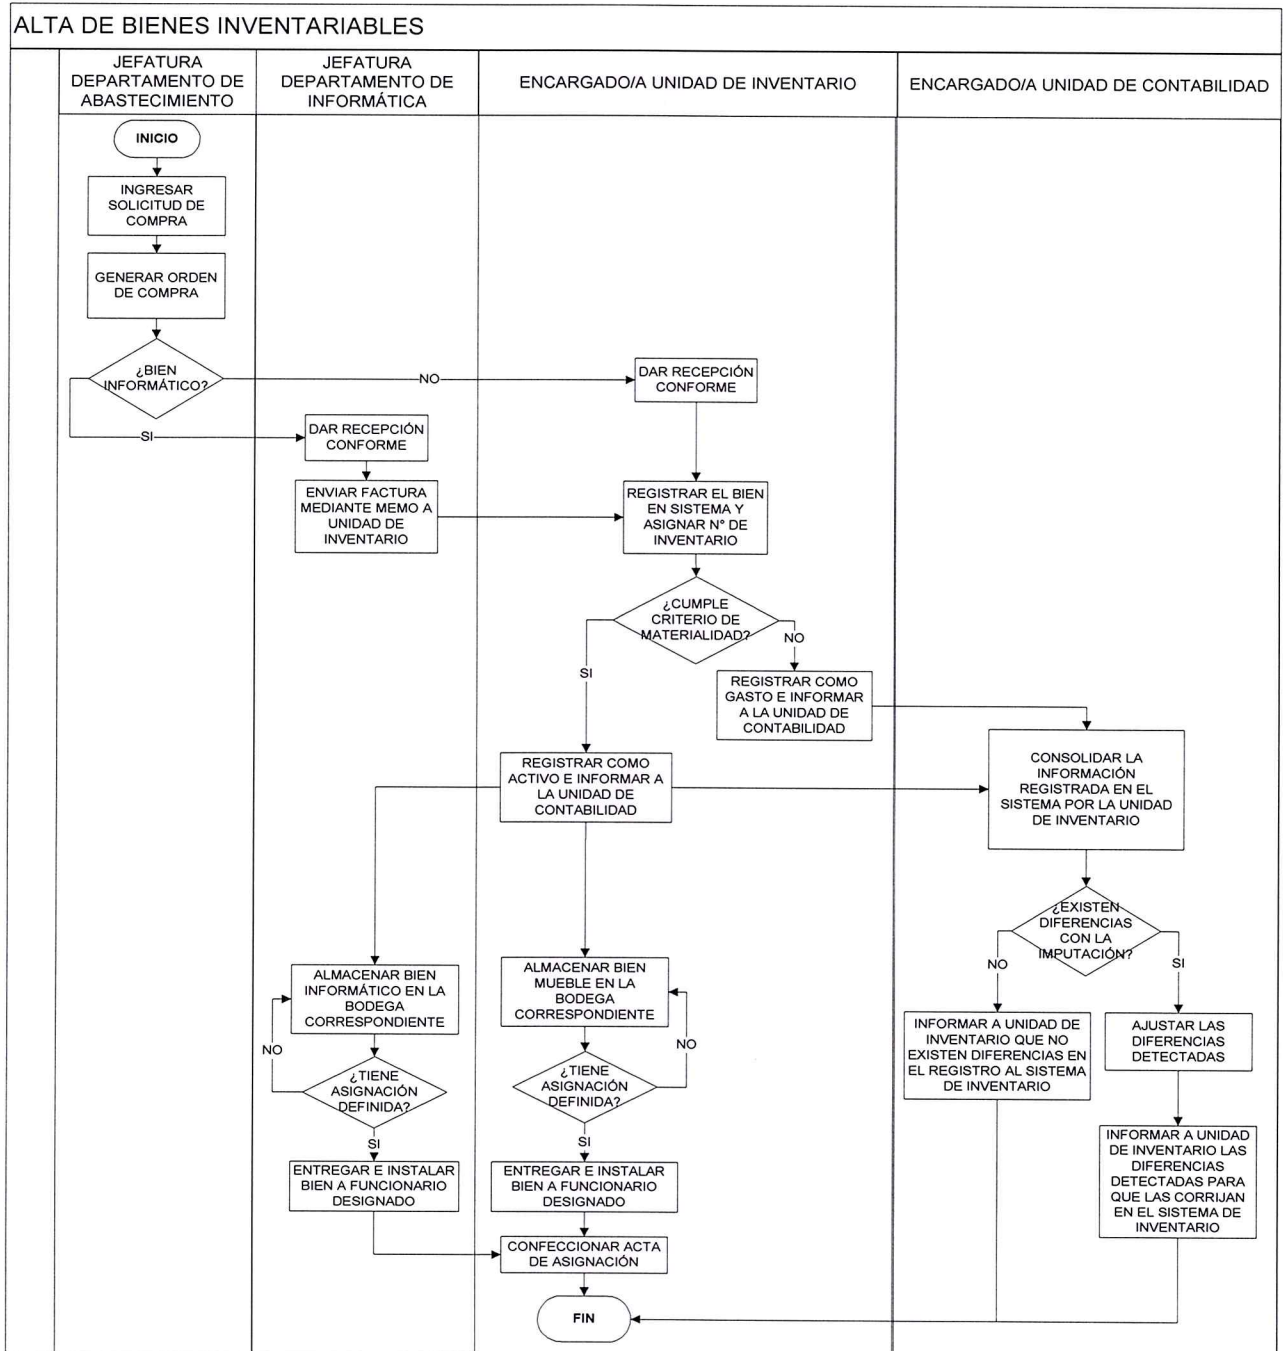 ALTA DE BIENES INVENTARIABLES
JEFATURA
DEPARTAMENTO DE
ABASTECIMIENTO
JEFATURA
DEPARTAMENTO DE
INFORMÁTICA
ENCARGADO/A UNIDAD DE INVENTARIO
ENCARGADO/A UNIDAD DE CONTABILIDAD
INICIO
INGRESAR
SOLICITUD DE
COMPRA
GENERAR ORDEN
DE COMPRA
¿BIEN
INFORMÁTICO?
NO
DAR RECEPCIÓN
CONFORME
SI
DAR RECEPCIÓN
CONFORME
ENVIAR FACTURA
MEDIANTE MEMO A
UNIDAD DE
INVENTARIO
REGISTRAR EL BIEN
EN SISTEMA Y
ASIGNAR N° DE
INVENTARIO
¿CUMPLE
CRITERIO DE
MATERIALIDAD?
NO
SI
REGISTRAR COMO
GASTO E INFORMAR
A LA UNIDAD DE
CONTABILIDAD
REGISTRAR COMO
ACTIVO E INFORMAR A
LA UNIDAD DE
CONTABILIDAD
CONSOLIDAR LA
INFORMACIÓN
REGISTRADA EN EL
SISTEMA POR LA UNIDAD
DE INVENTARIO
¿EXISTEN
DIFERENCIAS
CON LA
IMPUTACIÓN?
NO
SI
ALMACENAR BIEN
INFORMÁTICO EN LA
BODEGA
CORRESPONDIENTE
ALMACENAR BIEN
MUEBLE EN LA
BODEGA
CORRESPONDIENTE
INFORMAR A UNIDAD DE
INVENTARIO QUE NO
EXISTEN DIFERENCIAS EN
EL REGISTRO AL SISTEMA
DE INVENTARIO
AJUSTAR LAS
DIFERENCIAS
DETECTADAS
NO
¿TIENE
ASIGNACIÓN
DEFINIDA?
SI
NO
¿TIENE
ASIGNACIÓN
DEFINIDA?
SI
INFORMAR A UNIDAD
DE INVENTARIO LAS
DIFERENCIAS
DETECTADAS PARA
QUE LAS CORRIJAN
EN EL SISTEMA DE
INVENTARIO
ENTREGAR E INSTALAR
BIEN A FUNCIONARIO
DESIGNADO
ENTREGAR E INSTALAR
BIEN A FUNCIONARIO
DESIGNADO
CONFECCIONAR ACTA
DE ASIGNACIÓN
FIN